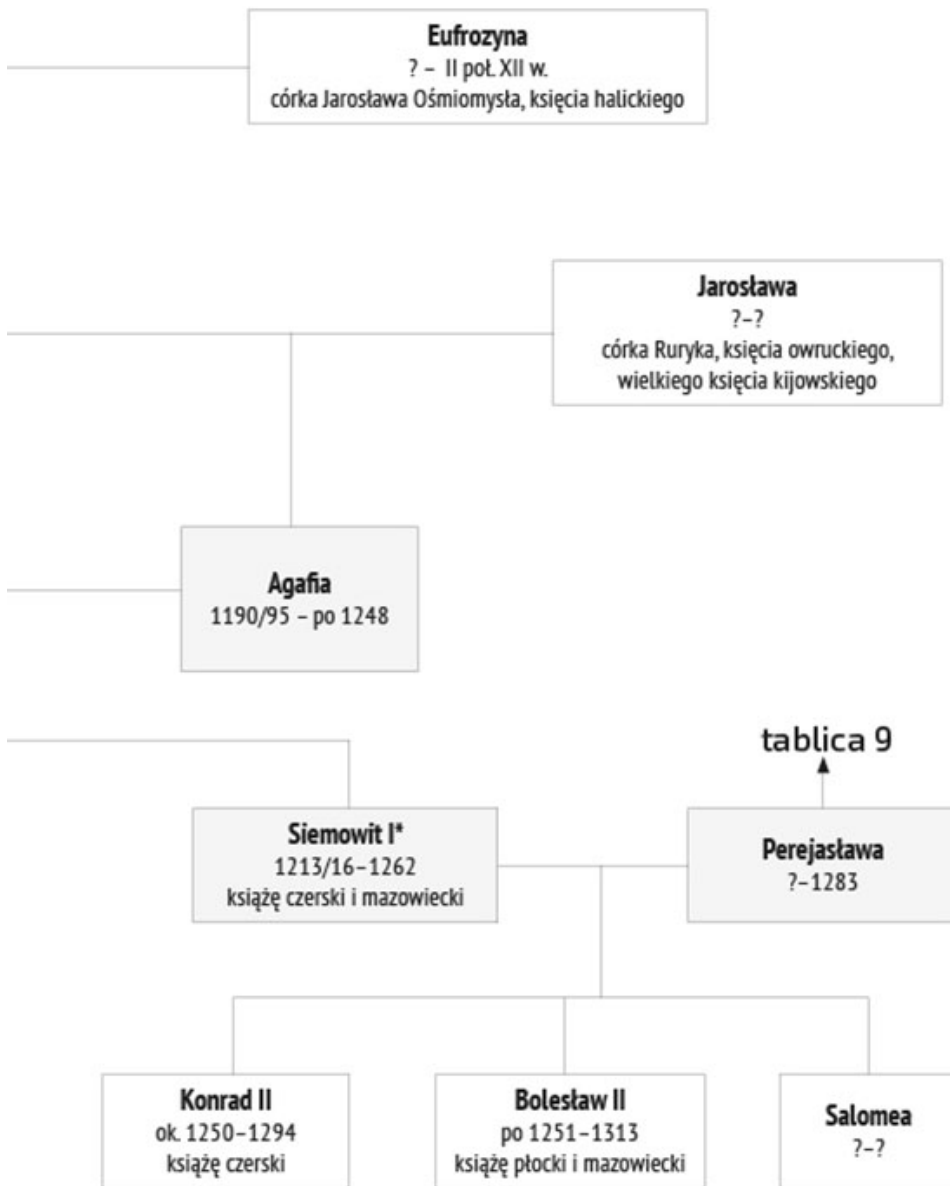 Eufrozyna
? – II poł. XII w.
córka Jarosława Ośmiomysła, księcia halickiego
Jarosława
?–?
córka Ruryka, księcia owruckiego,
wielkiego księcia kijowskiego
Agafia
1190/95 – po 1248
tablica 9
Siemowit I*
1213/16–1262
książę czerski i mazowiecki
Perejasława
?–1283
Konrad II
ok. 1250–1294
książę czerski
Bolesław II
po 1251–1313
książę płocki i mazowiecki
Salomea
?–?